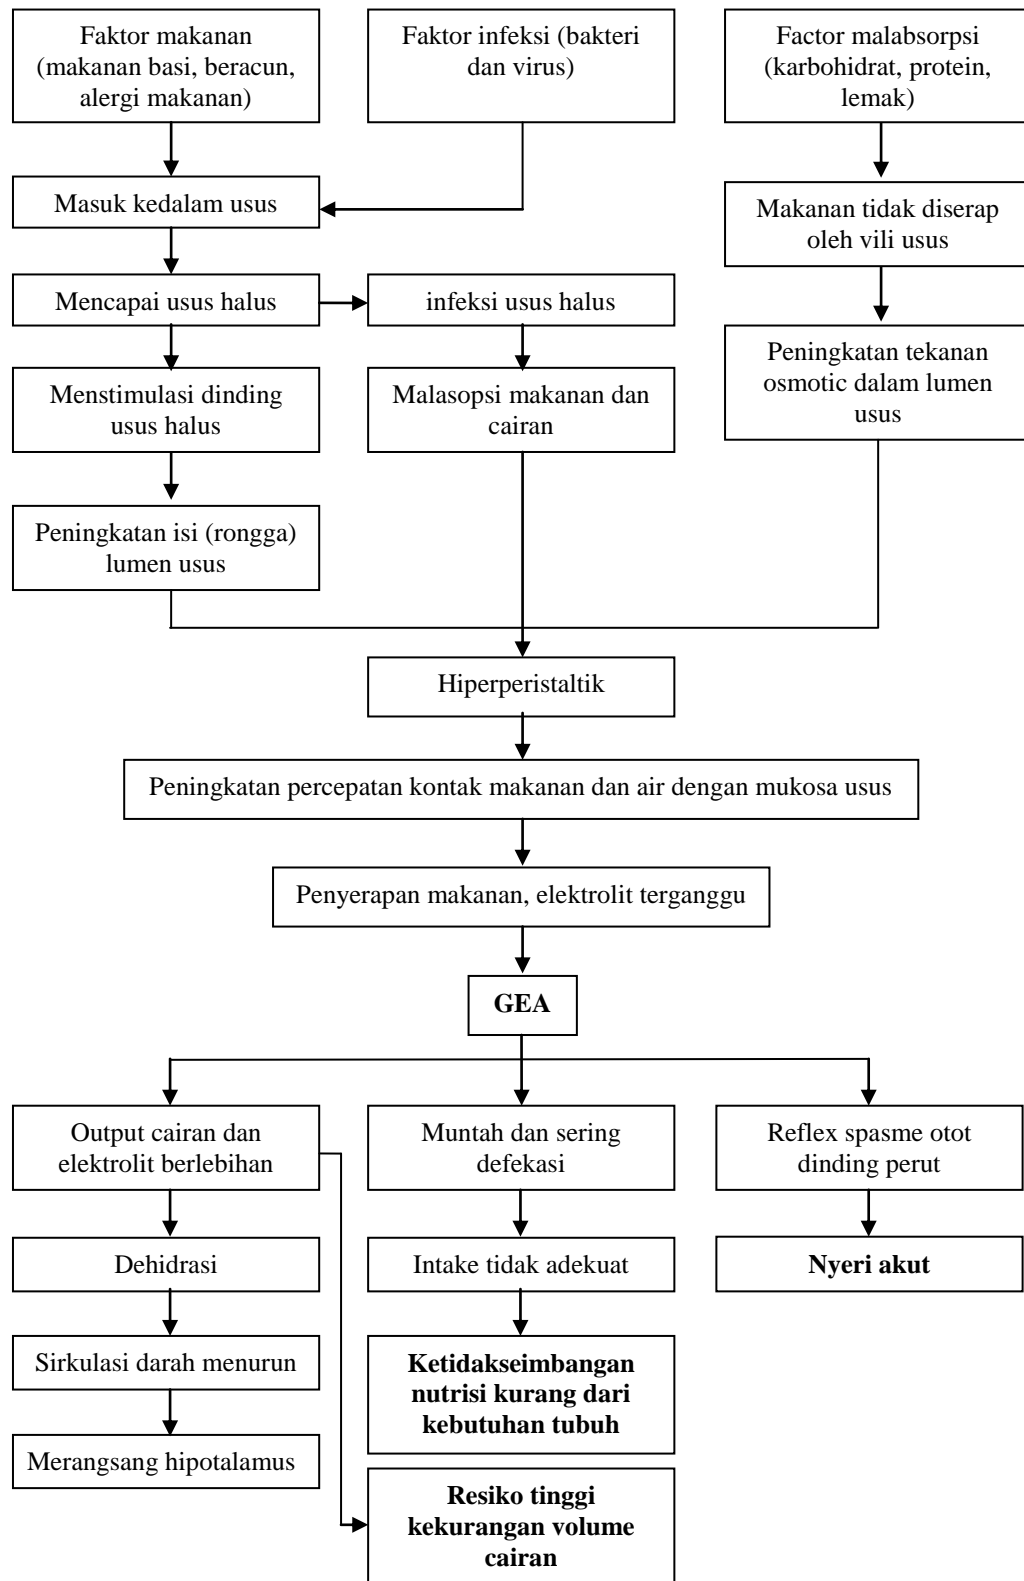 Faktor makanan
(makanan basi, beracun,
alergi makanan)
Faktor infeksi (bakteri
dan virus)
Factor malabsorpsi
(karbohidrat, protein,
lemak)
Masuk kedalam usus
Makanan tidak diserap
oleh vili usus
Mencapai usus halus
infeksi usus halus
Peningkatan tekanan
osmotic dalam lumen
usus
Menstimulasi dinding
usus halus
Malasopsi makanan dan
cairan
Peningkatan isi (rongga)
lumen usus
Hiperperistaltik
Peningkatan percepatan kontak makanan dan air dengan mukosa usus
Penyerapan makanan, elektrolit terganggu
GEA
Output cairan dan
elektrolit berlebihan
Muntah dan sering
defekasi
Reflex spasme otot
dinding perut
Dehidrasi
Intake tidak adekuat
Nyeri akut
Sirkulasi darah menurun
Ketidakseimbangan
nutrisi kurang dari
kebutuhan tubuh
Merangsang hipotalamus
Resiko tinggi
kekurangan volume
cairan